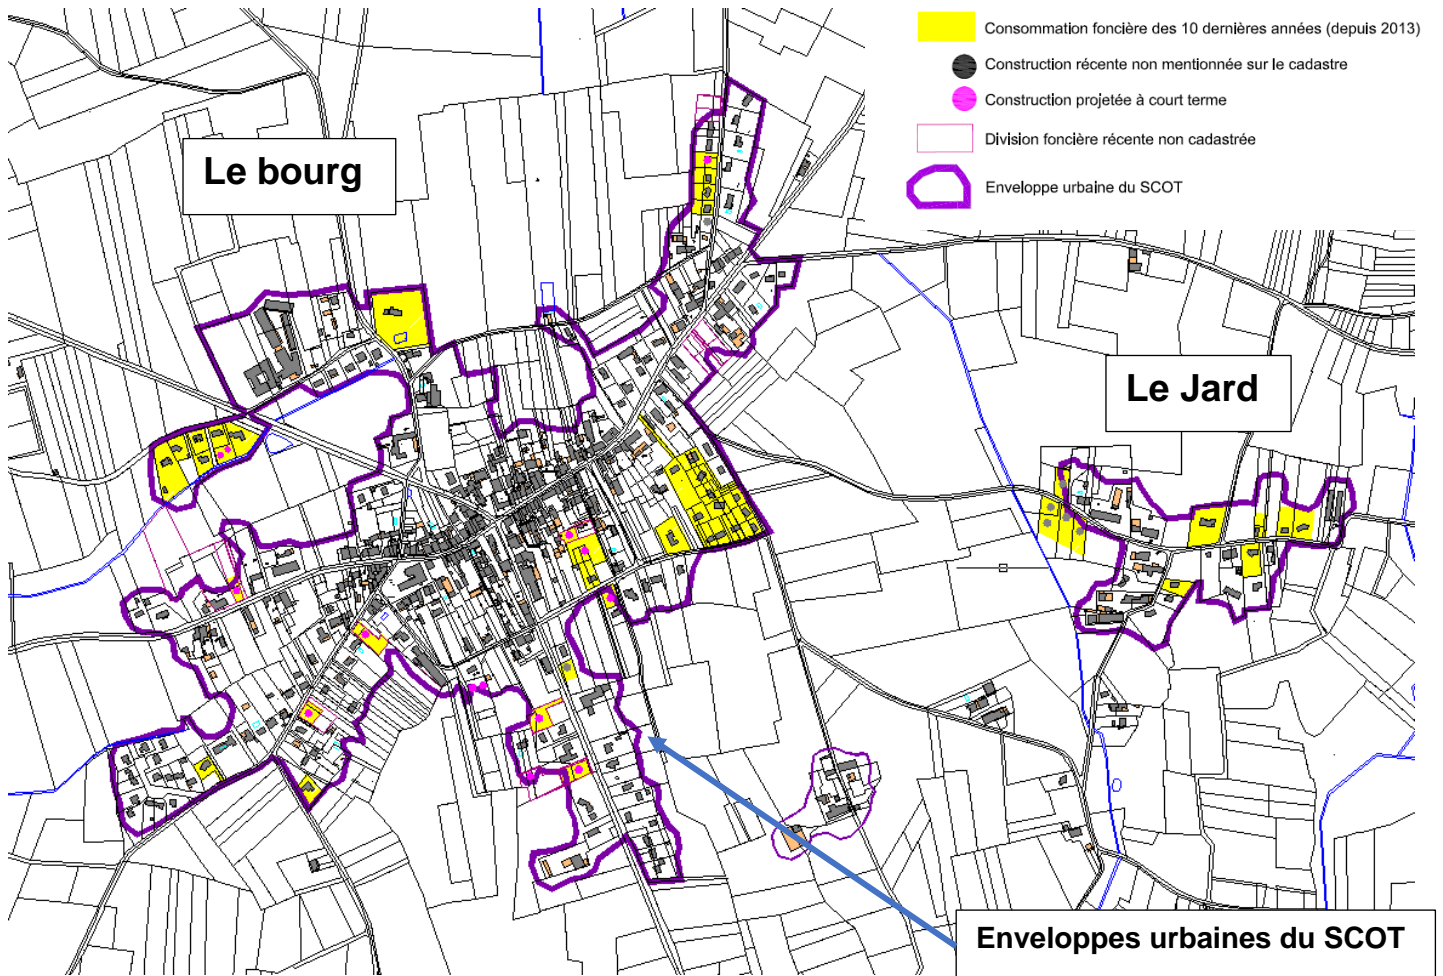 Consommation foncière des 10 dernières années (depuis 2013)
Construction récente non mentionnée sur le cadastre
Construction projetée à court terme
Division foncière récente non cadastrée
Enveloppe urbaine du SCOT
Le bourg
Le Jard
Enveloppes urbaines du SCOT